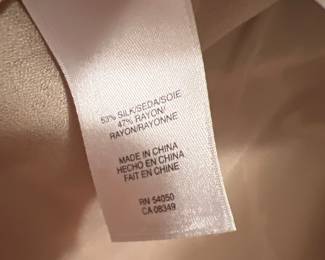 53% SILK/SEDA/SOIE
47% RAYON/
RAYON/RAYONNE
MADE IN CHINA
HECHO EN CHINA
FAIT EN CHINE
RN 54050
CA 08349